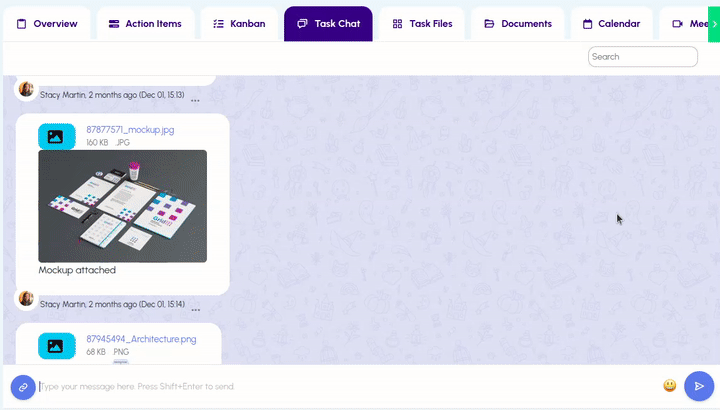 Overview
Action Items
Kanban
Task Chat
Task Files
Documents
Calendar
Mee
Search
Stacy Martin, 2 months ago (Dec 01, 15:13)
...
87877571_mockup.jpg
160 KB .JPG
Mockup attached
Stacy Martin, 2 months ago (Dec 01, 15:14)
...
87945494_Architecture.png
68 KB .PNG
Type your message here. Press Shift+Enter to send.